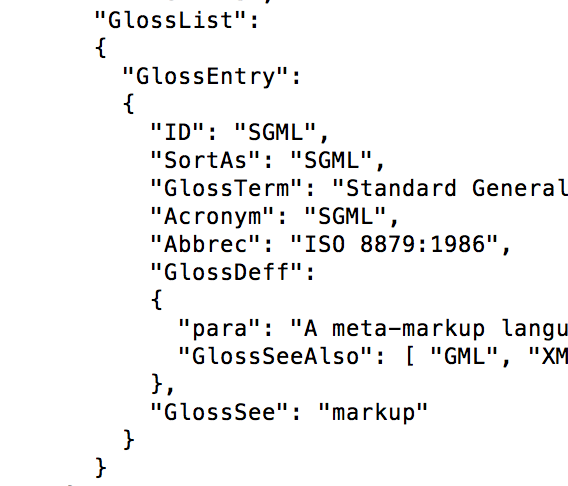 "GlossList":
{
"GlossEntry":
{
"ID": "SGML",
"SortAs": "SGML",
"GlossTerm": "Standard General
"Acronym": "SGML",
"Abbrec": "ISO 8879:1986",
"GlossDeff":
{
"para": "A meta-markup langu
"GlossSeeAlso": [ "GML", "XM
},
"GlossSee": "markup"
}
}